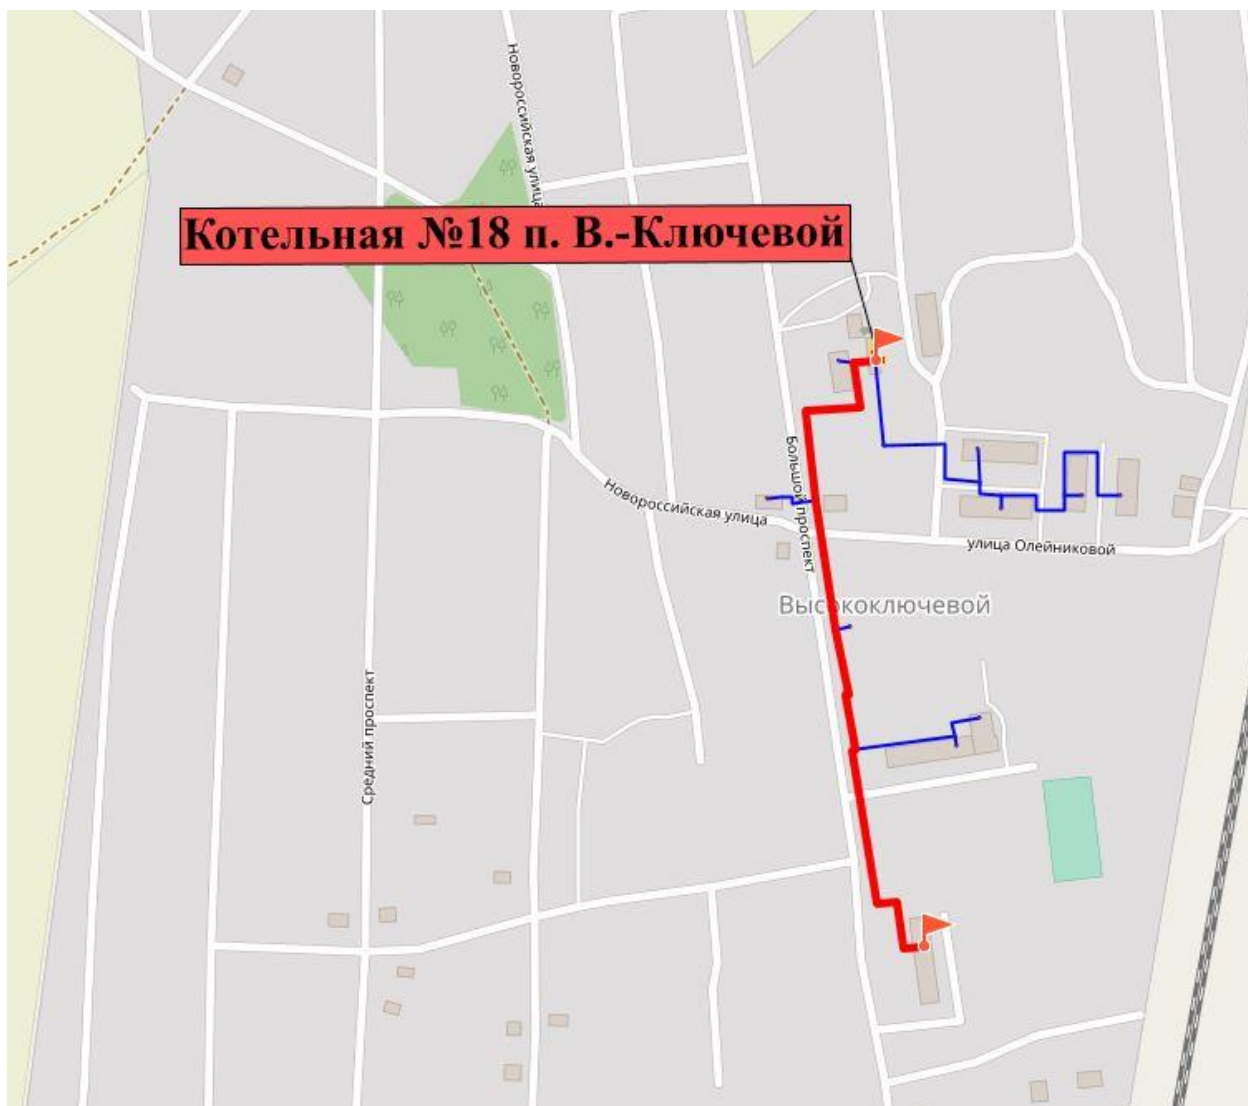 Новороссийская улица
Котельная №18 п. В.-Ключевой
Большой проспект
Новороссийская улица
улица Олейниковой
Высокоключевой
Средний проспект